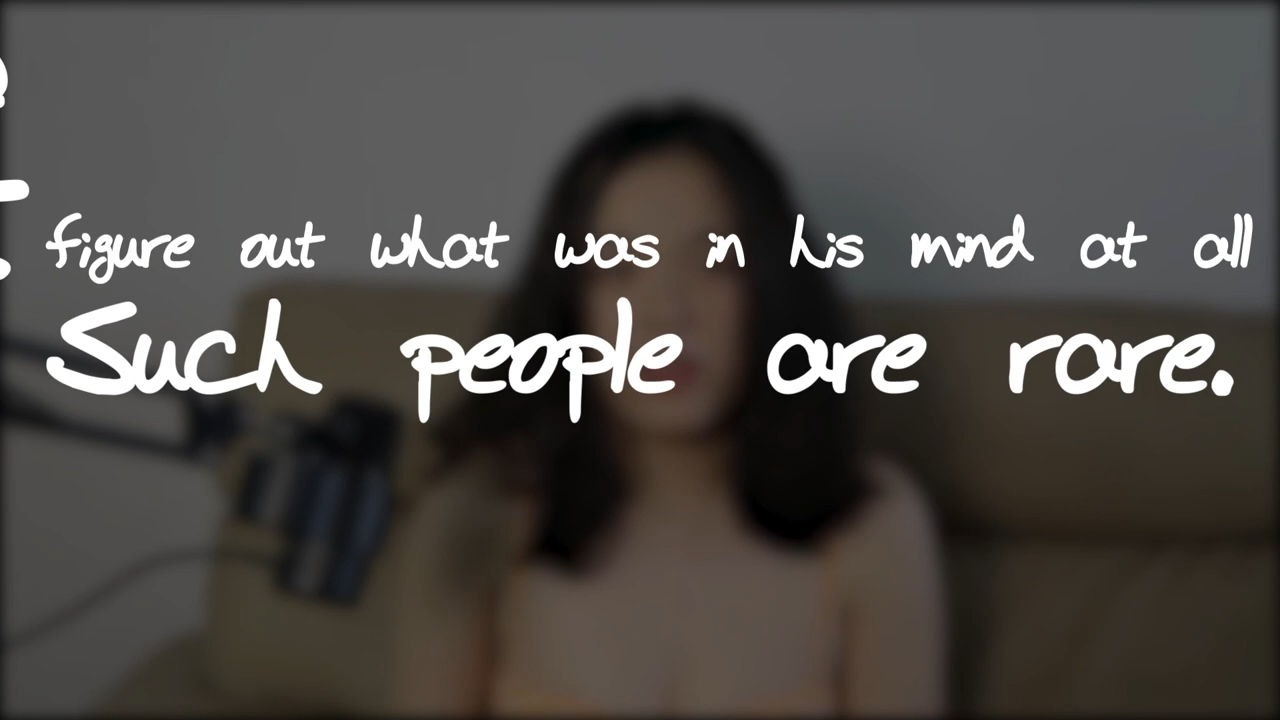 figure out what was in his mind at all
Such people are rare.